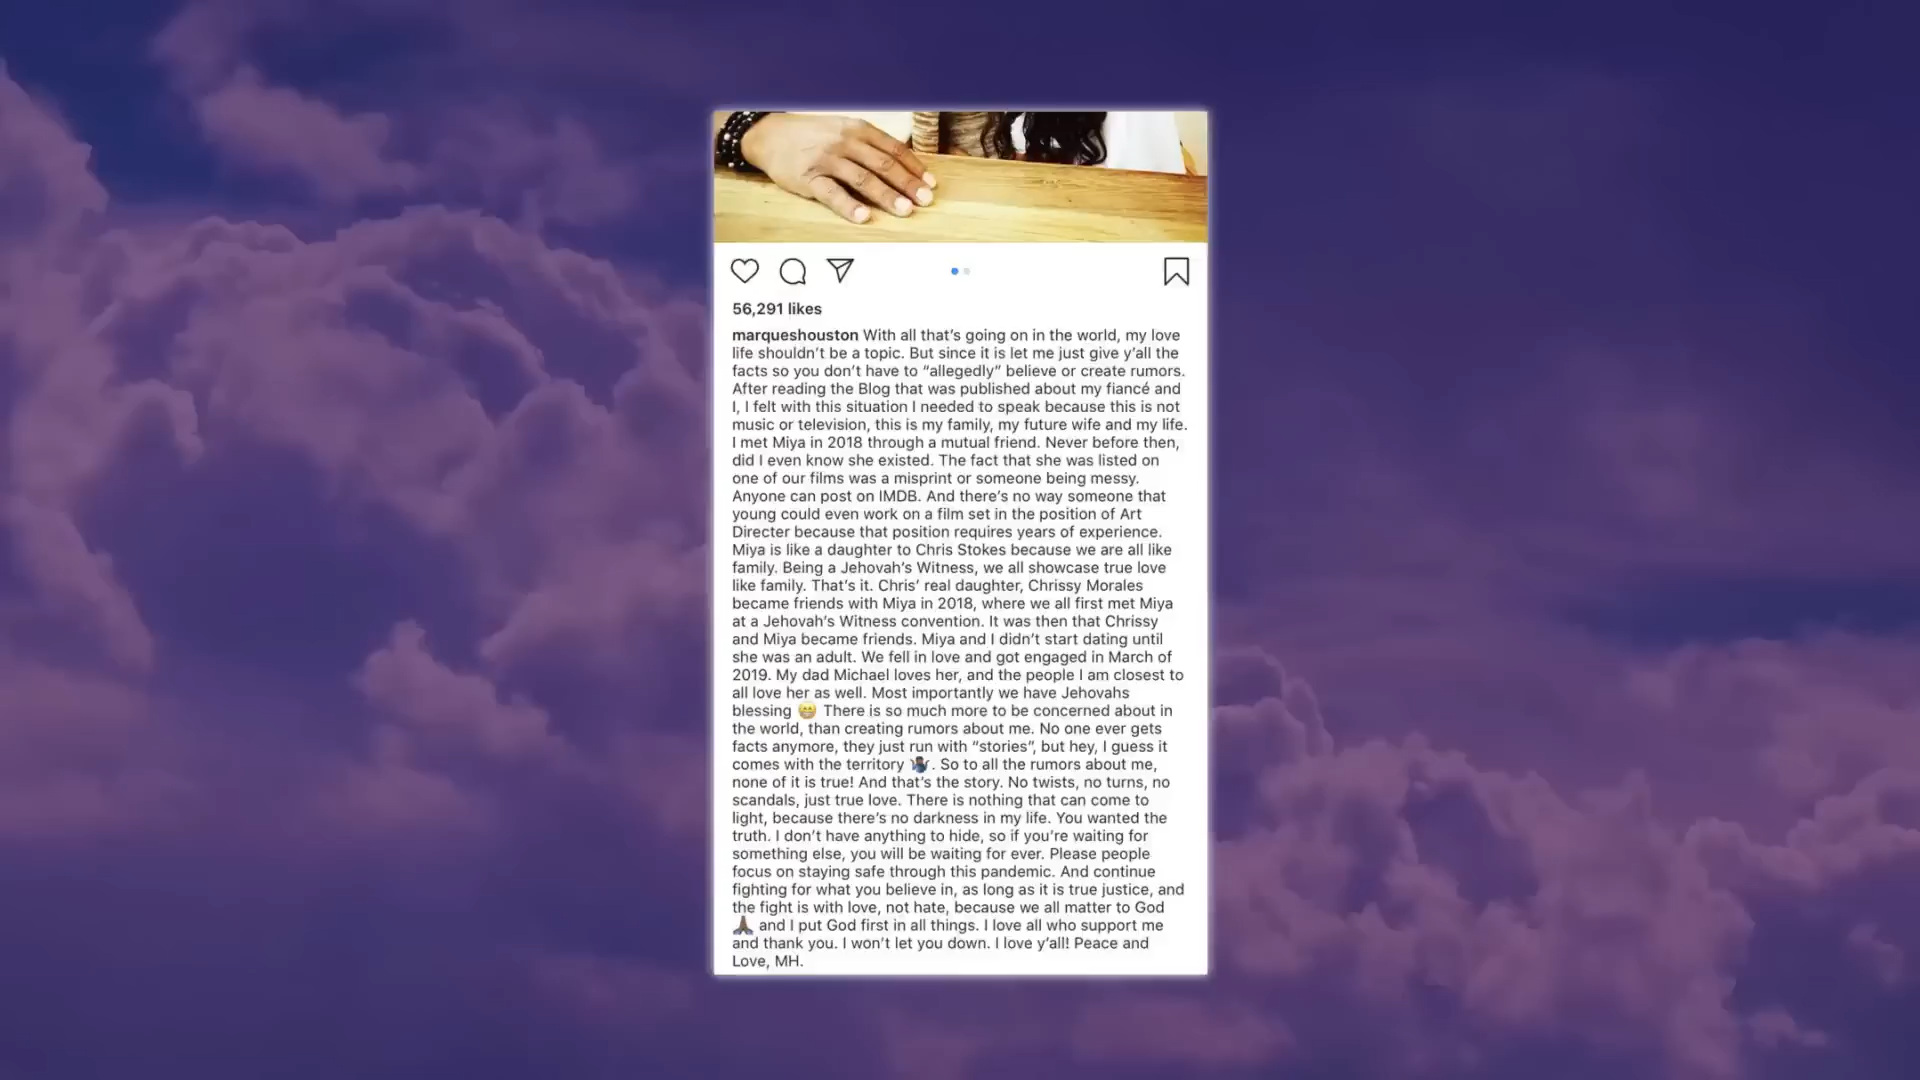 56,291 likes
marqueshouston With all that's going on in the world, my love
life shouldn't be a topic. But since it is let me just give y'all the
facts so you don't have to "allegedly" believe or create rumors.
After reading the Blog that was published about my fiancé and
I, I felt with this situation I needed to speak because this is not
music or television, this is my family, my future wife and my life.
I met Miya in 2018 through a mutual friend. Never before then,
did I even know she existed. The fact that she was listed on
one of our films was a misprint or someone being messy.
Anyone can post on IMDB. And there's no way someone that
young could even work on a film set in the position of Art
Directer because that position requires years of experience.
Miya is like a daughter to Chris Stokes because we are all like
family. Being a Jehovah's Witness, we all showcase true love
like family. That's it. Chris' real daughter, Chrissy Morales
became friends with Miya in 2018, where we all first met Miya
at a Jehovah's Witness convention. It was then that Chrissy
and Miya became friends. Miya and I didn't start dating until
she was an adult. We fell in love and got engaged in March of
2019. My dad Michael loves her, and the people I am closest to
all love her as well. Most importantly we have Jehovahs
blessing 😁 There is so much more to be concerned about in
the world, than creating rumors about me. No one ever gets
facts anymore, they just run with "stories", but hey, I guess it
comes with the territory 🤷🏾‍♂️. So to all the rumors about me,
none of it is true! And that's the story. No twists, no turns, no
scandals, just true love. There is nothing that can come to
light, because there's no darkness in my life. You wanted the
truth. I don't have anything to hide, so if you're waiting for
something else, you will be waiting for ever. Please people
focus on staying safe through this pandemic. And continue
fighting for what you believe in, as long as it is true justice, and
the fight is with love, not hate, because we all matter to God
🙏🏾 and I put God first in all things. I love all who support me
and thank you. I won't let you down. I love y'all! Peace and
Love, MH.